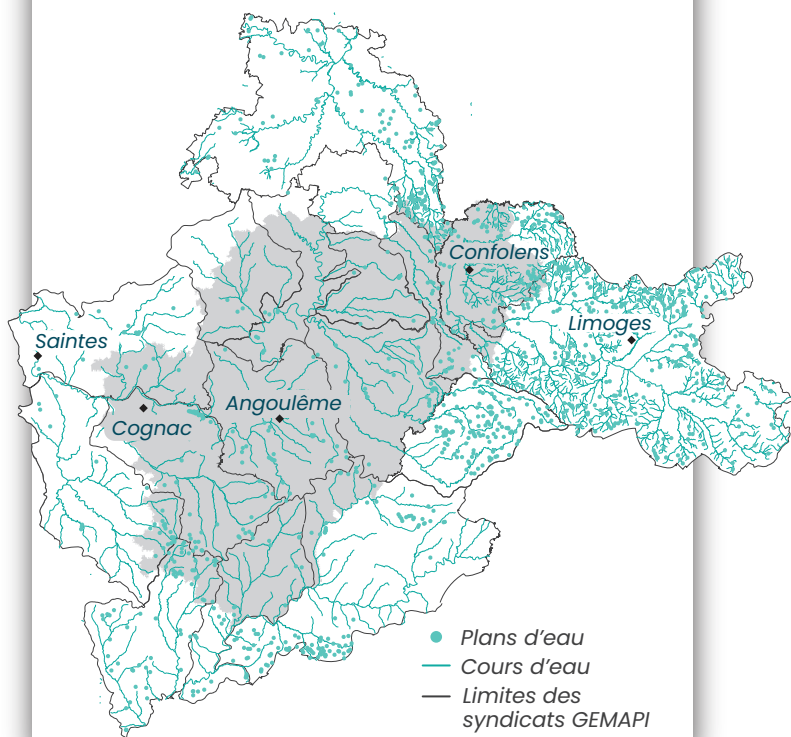 Confolens
Limoges
Saintes
Angoulême
Cognac
Plans d'eau
Cours d'eau
Limites des
syndicats GEMAPI